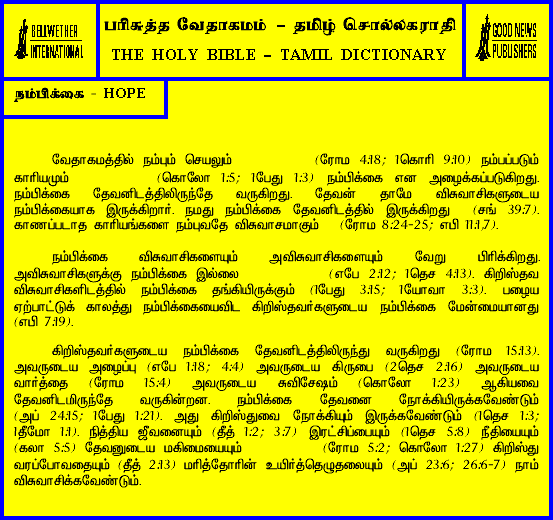 BELLWETHER
INTERNATIONAL
பரிசுத்த வேதாகமம் – தமிழ் சொல்லகராதி
THE HOLY BIBLE – TAMIL DICTIONARY
GOOD NEWS
PUBLISHERS
நம்பிக்கை - HOPE
வேதாகமத்தில் நம்பும் செயலும் (ரோம 4:18; 1கொரி 9:10) நம்பப்படும்
காரியமும் (கொலோ 1:5; 1பேது 1:3) நம்பிக்கை என அழைக்கப்படுகிறது.
நம்பிக்கை தேவனிடத்திலிருந்தே வருகிறது. தேவன் தாமே விசுவாசிகளுடைய
நம்பிக்கையாக இருக்கிறார். நமது நம்பிக்கை தேவனிடத்தில் இருக்கிறது (சங் 39:7).
காணப்படாத காரியங்களை நம்புவதே விசுவாசமாகும் (ரோம 8:24-25; எபி 11:1,7).
நம்பிக்கை விசுவாசிகளையும் அவிசுவாசிகளையும் வேறு பிரிக்கிறது.
அவிசுவாசிகளுக்கு நம்பிக்கை இல்லை (எபே 2:12; 1தெச 4:13). கிறிஸ்தவ
விசுவாசிகளிடத்தில் நம்பிக்கை தங்கியிருக்கும் (1பேது 3:15; 1யோவா 3:3). பழைய
ஏற்பாட்டுக் காலத்து நம்பிக்கையைவிட கிறிஸ்தவர்களுடைய நம்பிக்கை மேன்மையானது
(எபி 7:19).
கிறிஸ்தவர்களுடைய நம்பிக்கை தேவனிடத்திலிருந்து வருகிறது (ரோம 15:13).
அவருடைய அழைப்பு (எபே 1:18; 4:4) அவருடைய கிருபை (2தெச 2:16) அவருடைய
வார்த்தை (ரோம 15:4) அவருடைய சுவிசேஷம் (கொலோ 1:23) ஆகியவை
தேவனிடமிருந்தே வருகின்றன. நம்பிக்கை தேவனை நோக்கியிருக்கவேண்டும்
(அப் 24:15; 1பேது 1:21). அது கிறிஸ்துவை நோக்கியும் இருக்கவேண்டும் (1தெச 1:3;
1தீமோ 1:1). நித்திய ஜீவனையும் (தீத் 1:2; 3:7) இரட்சிப்பையும் (1தெச 5:8) நீதியையும்
(கலா 5:5) தேவனுடைய மகிமையையும் (ரோம 5:2; கொலோ 1:27) கிறிஸ்து
வரப்போவதையும் (தீத் 2:13) மரித்தோரின் உயிர்த்தெழுதலையும் (அப் 23:6; 26:6-7) நாம்
விசுவாசிக்கவேண்டும்.